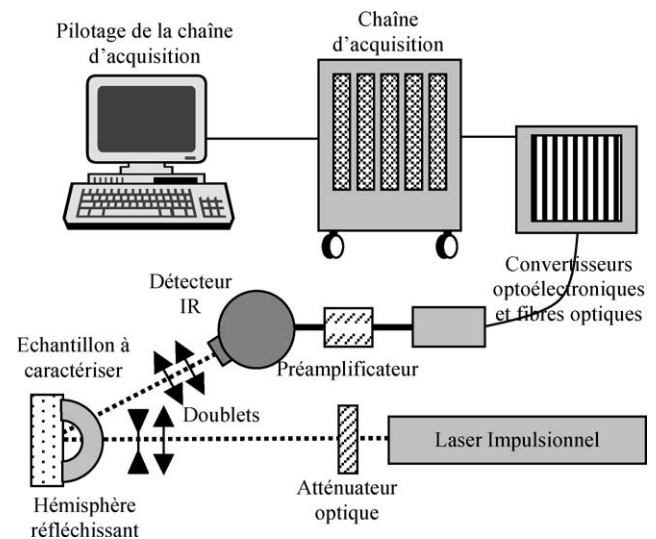 Pilotage de la chaîne
d'acquisition
Chaîne
d'acquisition
Convertisseurs
optoélectroniques
et fibres optiques
Détecteur
IR
Préamplificateur
Echantillon à
caractériser
Doublets
Laser Impulsionnel
Atténuateur
optique
Hémisphère
réfléchissant